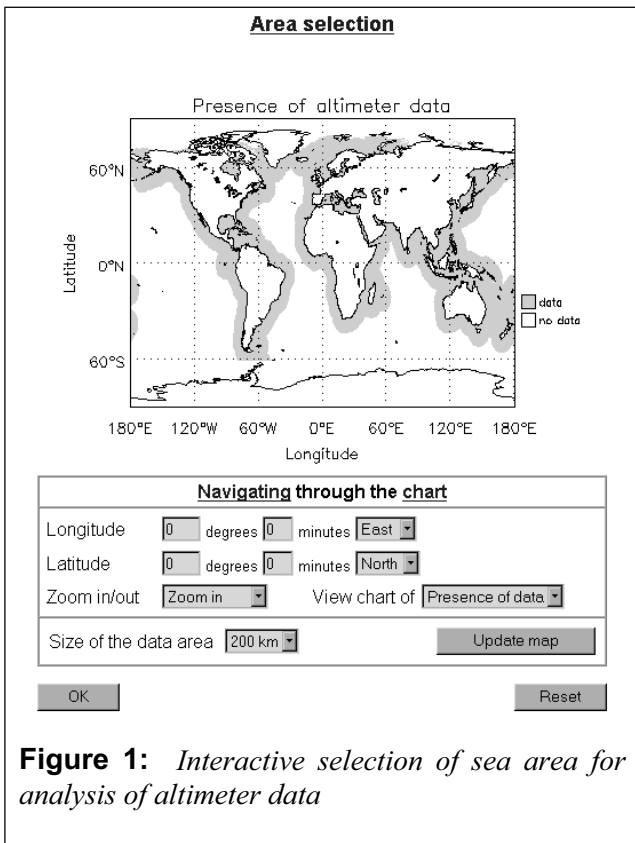 Area selection
Presence of altimeter data
60°N
0°N
60°S
Latitude
data
no data
180°E 120°W 60°W 0°E 60°E 120°E 180°E
Longitude
Navigating through the chart
Longitude 0 degrees 0 minutes East
Latitude 0 degrees 0 minutes North
Zoom in/out Zoom in View chart of Presence of data
Size of the data area 200 km Update map
OK Reset
Figure 1: Interactive selection of sea area for
analysis of altimeter data